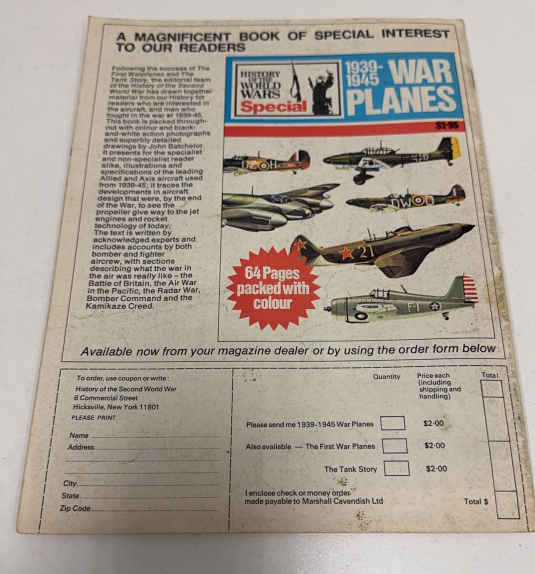 A MAGNIFICENT BOOK OF SPECIAL INTEREST
TO OUR READERS
Following the success of The
First Warplanes and The
Tank Story, the editorial team
of the History of the Second
World War has drawn together
material from our History for
readers who are interested in
the aircraft, and men who
fought in the war of 1939-45.
This book is packed through-
out with colour and black-
and-white action photographs
and superbly detailed
drawings by John Batchelor.
It presents for the specialist
and non-specialist reader
alike, illustrations and
specifications of the leading
Allied and Axis aircraft used
from 1939-45; it traces the
developments in aircraft
design that were, by the end
of the War, to see the
propeller give way to the jet
engines and rocket
technology of today.
The text is written by
acknowledged experts and
includes accounts by both
bomber and fighter
aircrew, with sections
describing what the war in
the air was really like – the
Battle of Britain, the Air War
in the Pacific, the Radar War,
Bomber Command and the
Kamikaze Creed.
HISTORY
OF THE
WORLD
WARS
Special
1939-
1945
WAR
PLANES
21
64 Pages
packed with
colour
Available now from your magazine dealer or by using the order form below
To order, use coupon or write:
History of the Second World War
6 Commercial Street
Hicksville, New York 11801
PLEASE PRINT
Name
Address
City
State
Zip Code
Quantity
Price each
(including
shipping and
handling)
Total
Please send me 1939-1945 War Planes
$2·00
Also available — The First War Planes
$2·00
The Tank Story
$2·00
I enclose check or money order
made payable to Marshall Cavendish Ltd
Total $